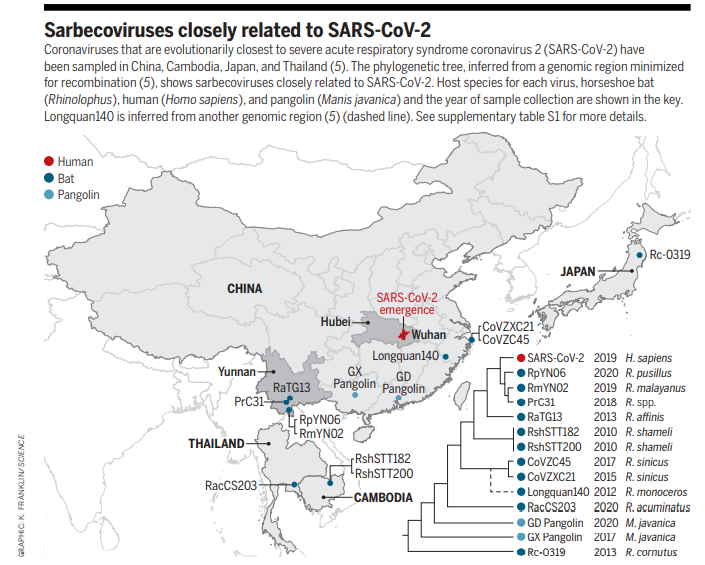 Sarbecoviruses closely related to SARS-CoV-2
Coronaviruses that are evolutionarily closest to severe acute respiratory syndrome coronavirus 2 (SARS-CoV-2) have
been sampled in China, Cambodia, Japan, and Thailand (5). The phylogenetic tree, inferred from a genomic region minimized
for recombination (5), shows sarbecoviruses closely related to SARS-CoV-2. Host species for each virus, horseshoe bat
(Rhinolophus), human (Homo sapiens), and pangolin (Manis javanica) and the year of sample collection are shown in the key.
Longquan140 is inferred from another genomic region (5) (dashed line). See supplementary table S1 for more details.
Human
Bat
Pangolin
Rc-0319
JAPAN
CHINA
SARS-CoV-2
emergence
Hubei
Wuhan
CoVZXC21
CoVZC45
Longquan140
Yunnan
GX
Pangolin
GD
Pangolin
RaTG13
PrC31
RpYN06
RmYN02
THAILAND
RshSTT182
RshSTT200
RacCS203
CAMBODIA
SARS-CoV-2 2019 H. sapiens
RpYN06 2020 R. pusillus
RmYN02 2019 R. malayanus
PrC31 2018 R. spp.
RaTG13 2013 R. affinis
RshSTT182 2010 R. shameli
RshSTT200 2010 R. shameli
CoVZC45 2017 R. sinicus
CoVZXC21 2015 R. sinicus
Longquan140 2012 R. monoceros
RacCS203 2020 R. acuminatus
GD Pangolin 2020 M. javanica
GX Pangolin 2017 M. javanica
Rc-0319 2013 R. cornutus
GRAPHIC: K. FRANKLIN/SCIENCE